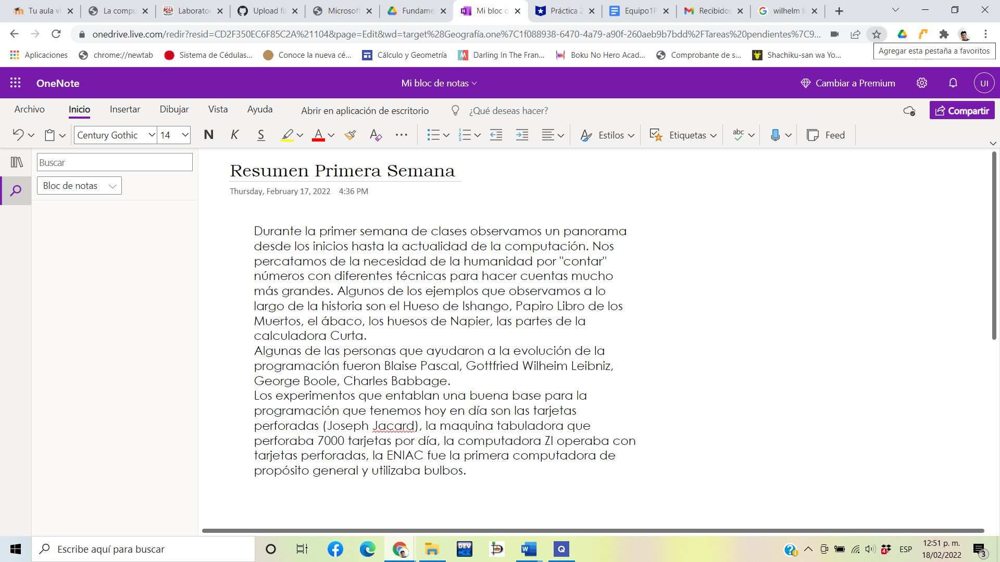 Tu aula vi
La compu
Laborator
Upload fil
Microsoft
Fundame
Mi bloc d
Práctica 2
Equipo1P
Recibidos
wilhelm le
onedrive.live.com/redir?resid=CD2F350EC6F85C2A%21104&page=Edit&wd=target%28Geografía.one%7C1f088938-6470-4a79-a90f-260aeb9b7bdd%2FTareas%20pendientes%7C9...
Aplicaciones
chrome://newtab
Sistema de Cédulas...
Conoce la nueva cé...
Cálculo y Geometría
Darling In The Fran...
Boku No Hero Acad...
Comprobante de s...
Shachiku-san wa Yo...
Agregar esta pestaña a favoritos
OneNote
Mi bloc de notas
Cambiar a Premium
UI
Archivo
Inicio
Insertar
Dibujar
Vista
Ayuda
Abrir en aplicación de escritorio
¿Qué deseas hacer?
Compartir
Century Gothic
14
N
K
S
A
Estilos
Etiquetas
abc
Feed
Buscar
Bloc de notas
Resumen Primera Semana
Thursday, February 17, 2022 4:36 PM
Durante la primer semana de clases observamos un panorama
desde los inicios hasta la actualidad de la computación. Nos
percatamos de la necesidad de la humanidad por "contar"
números con diferentes técnicas para hacer cuentas mucho
más grandes. Algunos de los ejemplos que observamos a lo
largo de la historia son el Hueso de Ishango, Papiro Libro de los
Muertos, el ábaco, los huesos de Napier, las partes de la
calculadora Curta.
Algunas de las personas que ayudaron a la evolución de la
programación fueron Blaise Pascal, Gottfried Wilheim Leibniz,
George Boole, Charles Babbage.
Los experimentos que entablan una buena base para la
programación que tenemos hoy en día son las tarjetas
perforadas (Joseph Jacard), la maquina tabuladora que
perforaba 7000 tarjetas por día, la computadora ZI operaba con
tarjetas perforadas, la ENIAC fue la primera computadora de
propósito general y utilizaba bulbos.
Escribe aquí para buscar
DEV
W
Q
4
ESP
12:51 p. m.
18/02/2022
3